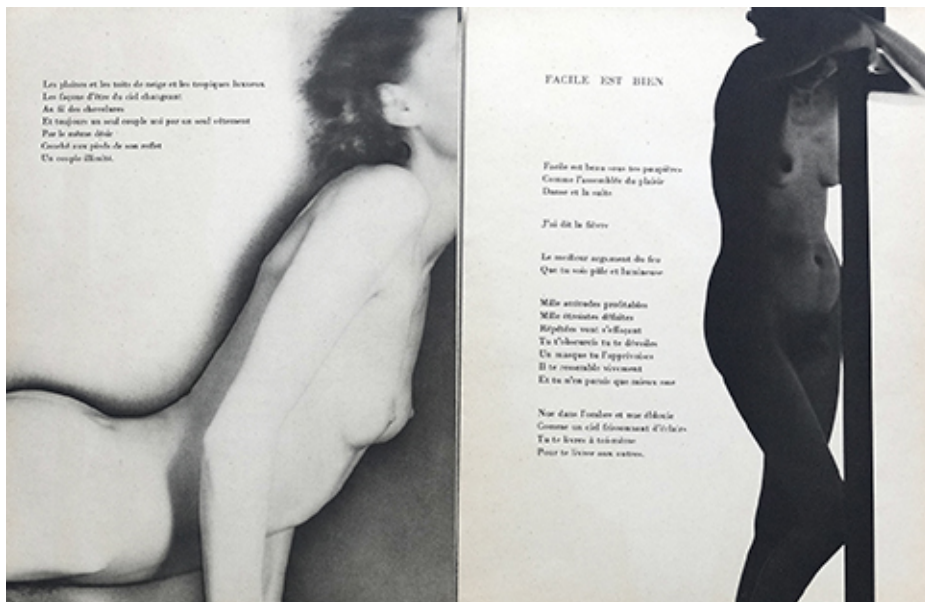 Les plaines et les toits de neige et les tropiques luxueux
Les façons d'être du ciel changeant
Au fil des chevelures
Et toujours un seul couple uni par un seul vêtement
Par le même désir
Couché aux pieds de son reflet
Un couple illimité.
FACILE EST BIEN
Facile est beau sous tes paupières
Comme l'assemblée du plaisir
Danse et la suite
J'ai dit la fièvre
Le meilleur argument du feu
Que tu sois pâle et lumineuse
Mille attitudes profitables
Mille étreintes défaites
Répétées vont s'effaçant
Tu t'obscurcis tu te dévoiles
Un masque tu l'apprivoises
Il te ressemble vivement
Et tu n'en parais que mieux nue
Nue dans l'ombre et nue éblouie
Comme un ciel frissonnant d'éclairs
Tu te livres à toi-même
Pour te livrer aux autres.